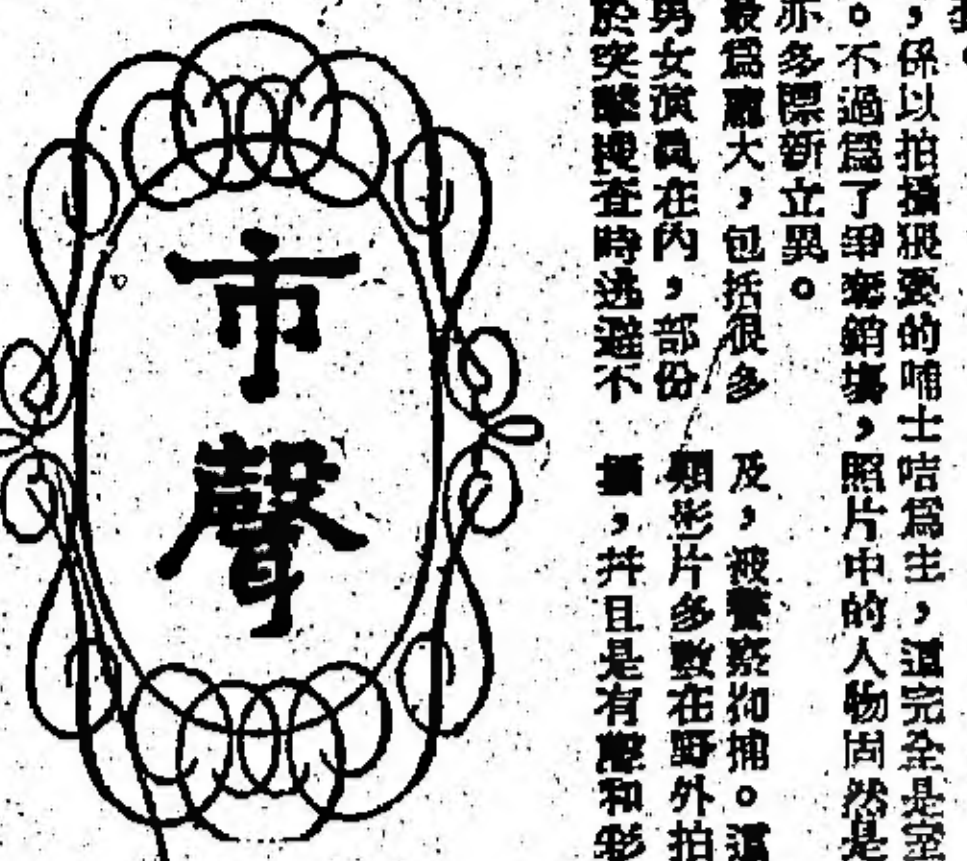 ，係以拍攝猥褻的哺士咭爲生，這完全是室
。不過爲了爭奪銷場，照片中的人物固然是
亦多標新立異。
最爲龐大，包括很多
男女演員在內，部份
於突擊搜查時逃避不
及，被警察拘捕。這
類影片多數在野外拍
攝，幷且是有聲和彩
市聲